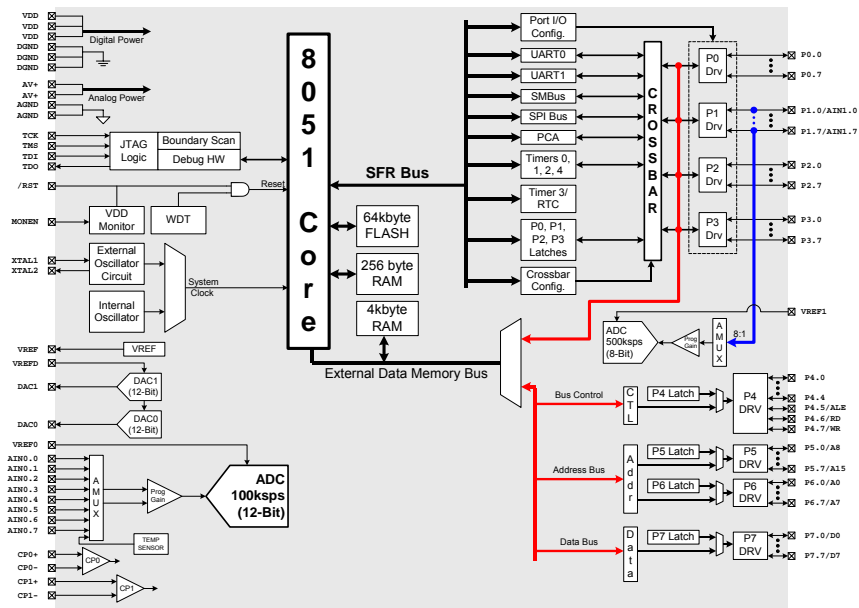 VDD
VDD
VDD
DGND
DGND
DGND
Digital Power
AV+
AV+
AGND
AGND
Analog Power
TCK
TMS
TDI
TDO
JTAG
Logic
Boundary Scan
Debug HW
/RST
Reset
MONEN
VDD
Monitor
WDT
XTAL1
XTAL2
External
Oscillator
Circuit
Internal
Oscillator
System
Clock
VREF
VREF
VREFD
DAC1
DAC1
(12-Bit)
DAC0
DAC0
(12-Bit)
VREF0
AIN0.0
AIN0.1
AIN0.2
AIN0.3
AIN0.4
AIN0.5
AIN0.6
AIN0.7
A
M
U
X
Prog
Gain
ADC
100ksps
(12-Bit)
TEMP
SENSOR
CP0+
CP0-
CP0
CP1+
CP1-
CP1
8
0
5
1
C
o
r
e
SFR Bus
64kbyte
FLASH
256 byte
RAM
4kbyte
RAM
External Data Memory Bus
Port I/O
Config.
UART0
UART1
SMBus
SPI Bus
PCA
Timers 0,
1, 2, 4
Timer 3/
RTC
P0, P1,
P2, P3
Latches
Crossbar
Config.
C
R
O
S
S
B
A
R
P0
Drv
P1
Drv
P2
Drv
P3
Drv
P0.0
P0.7
P1.0/AIN1.0
P1.7/AIN1.7
P2.0
P2.7
P3.0
P3.7
VREF1
ADC
500ksps
(8-Bit)
Prog
Gain
A
M
U
X
8:1
Bus Control
C
T
L
P4 Latch
P4
DRV
P4.0
P4.4
P4.5/ALE
P4.6/RD
P4.7/WR
Address Bus
A
d
d
r
P5 Latch
P5
DRV
P5.0/A8
P5.7/A15
P6 Latch
P6
DRV
P6.0/A0
P6.7/A7
Data Bus
D
a
t
a
P7 Latch
P7
DRV
P7.0/D0
P7.7/D7